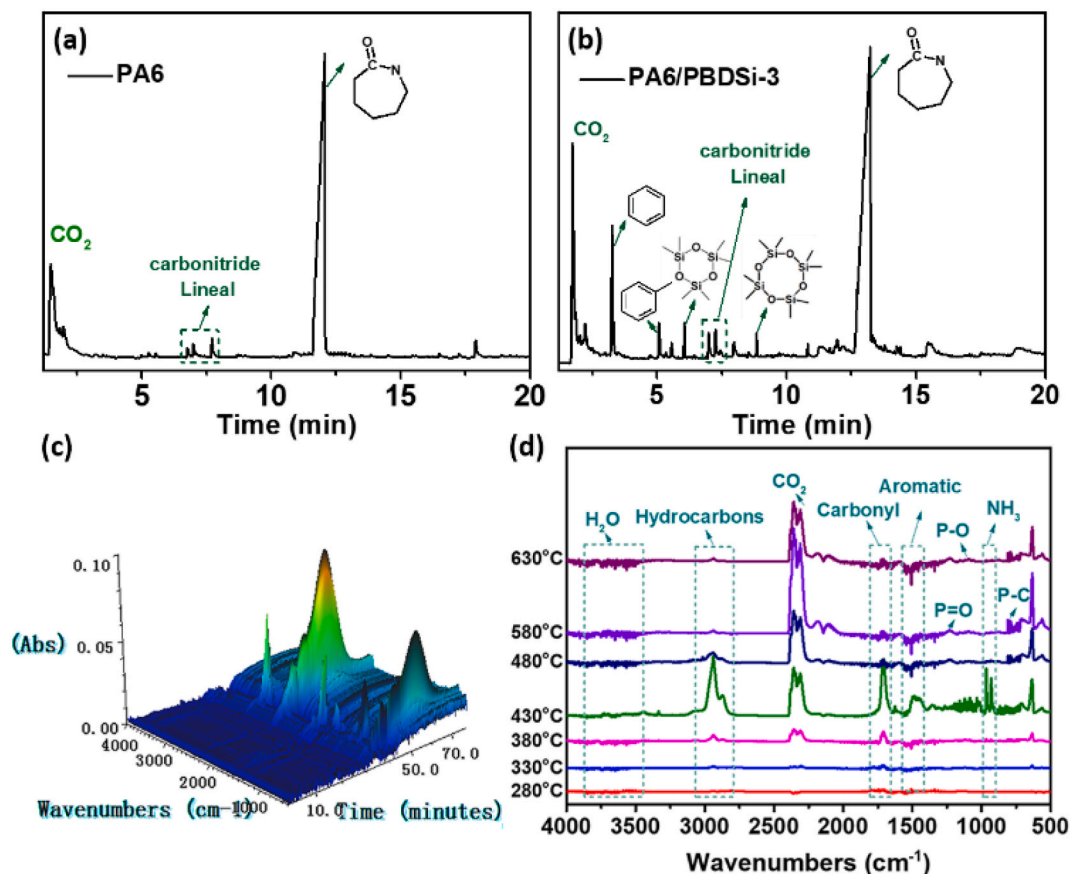 (a)
PA6
O
C
N
CO₂
carbonitride
Lineal
5
10
15
20
Time (min)
(b)
PA6/PBDSi-3
O
C
N
CO₂
carbonitride
Lineal
Si
O
Si
O
Si
O
Si
O
Si
O
Si
O
Si
O
5
10
15
20
Time (min)
(c)
0.10
(Abs)
0.05
0.00
4000
3000
2000
1000
Wavenumbers (cm-1)
10.0
50.0
70.0
Time (minutes)
(d)
CO₂
Aromatic
H₂O
Hydrocarbons
Carbonyl
NH₃
P-O
630°C
P=O
P-C
580°C
480°C
430°C
380°C
330°C
280°C
4000
3500
3000
2500
2000
1500
1000
500
Wavenumbers (cm⁻¹)